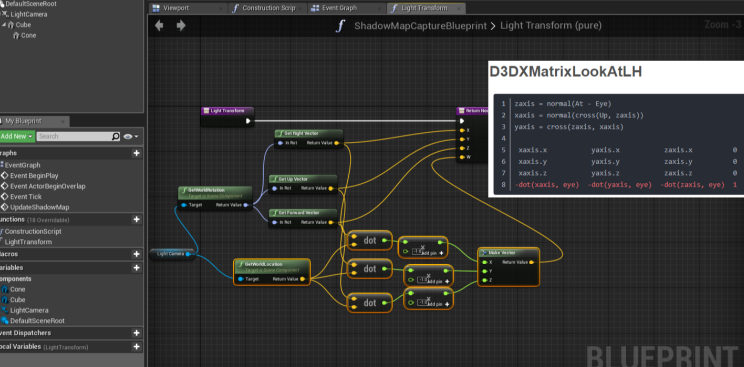 DefaultSceneRoot
LightCamera
Cube
Cone
My Blueprint
Add New
Search
EventGraph
Event BeginPlay
Event ActorBeginOverlap
Event Tick
UpdateShadowMap
(18 Overridable)
ConstructionScript
LightTransform
Variables
Components
Cone
Cube
LightCamera
DefaultSceneRoot
Event Dispatchers
Local Variables (LightTransform)
Viewport
Construction Scrip
Event Graph
Light Transform
ShadowMapCaptureBlueprint > Light Transform (pure)
Zoom -3
Light Transform
Return No
X
Y
Z
W
Get Right Vector
In Rot Return Value
Get Up Vector
In Rot Return Value
Get Forward Vector
In Rot Return Value
GetWorldRotation
Target is Scene Component
Target Return Value
Light Camera
GetWorldLocation
Target is Scene Component
Target Return Value
dot
dot
dot
Add pin +
Add pin +
Add pin +
Make Vector
X Return Value
Y
Z
D3DXMatrixLookAtLH
1 zaxis = normal(At - Eye)
2 xaxis = normal(cross(Up, zaxis))
3 yaxis = cross(zaxis, xaxis)
4
5 xaxis.x yaxis.x zaxis.x 0
6 xaxis.y yaxis.y zaxis.y 0
7 xaxis.z yaxis.z zaxis.z 0
8 -dot(xaxis, eye) -dot(yaxis, eye) -dot(zaxis, eye) 1
BLUEPRINT